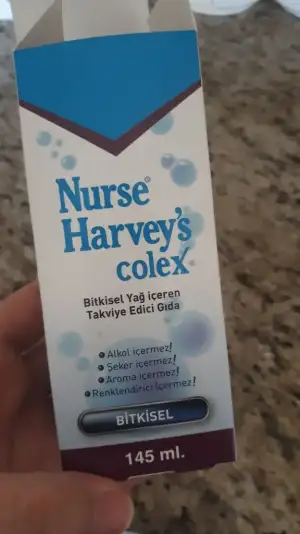 Nurse®
Harvey's
colex
Bitkisel Yağ içeren
Takviye Edici Gıda
• Alkol içermez!
• Şeker içermez!
• Aroma içermez!
• Renklendirici içermez!
BİTKİSEL
145 ml.